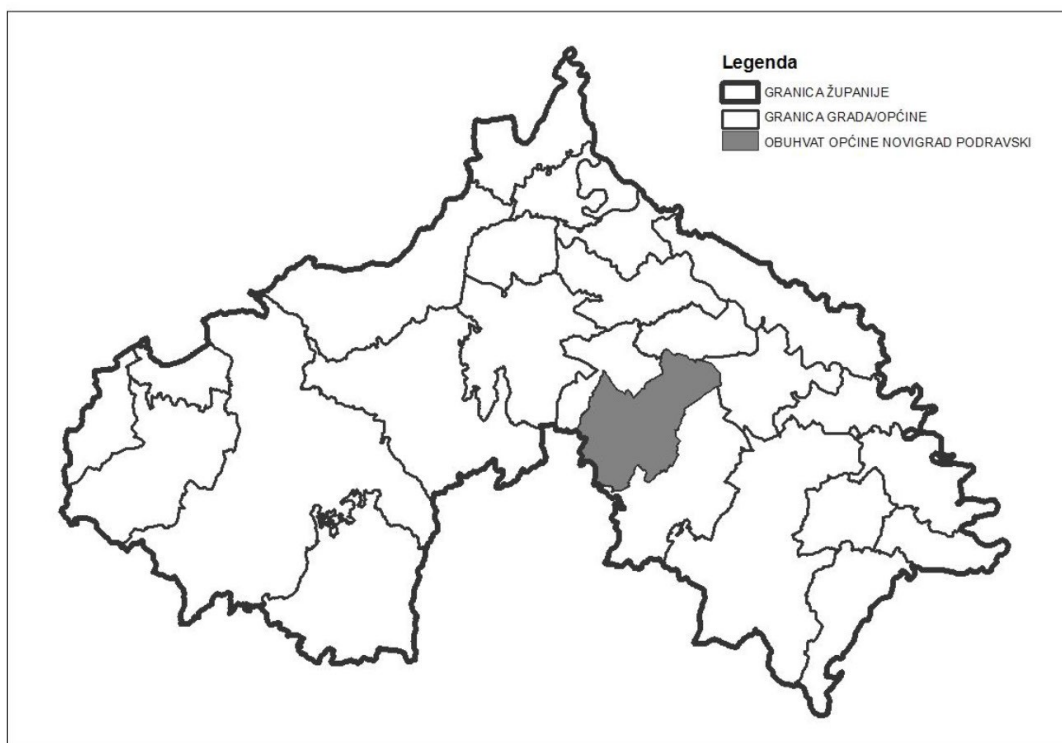 Legenda
GRANICA ŽUPANIJE
GRANICA GRADA/OPĆINE
OBUHVAT OPĆINE NOVIGRAD PODRAVSKI